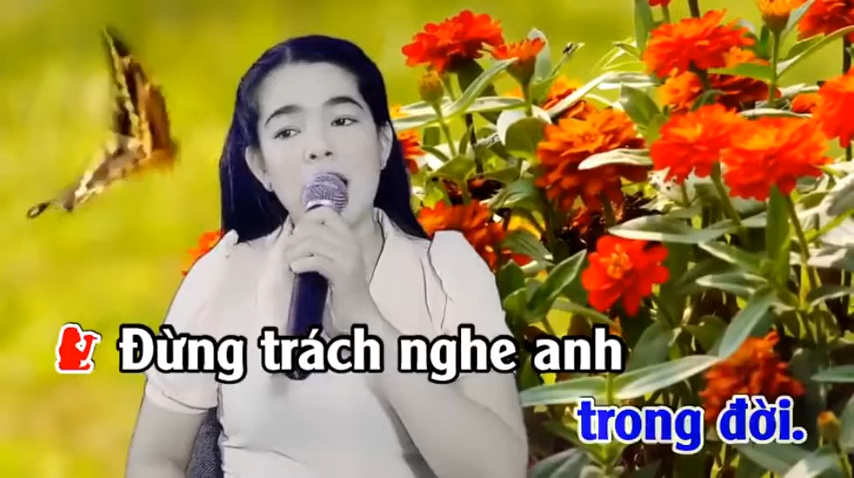 Đừng trách nghe anh
trong đời.